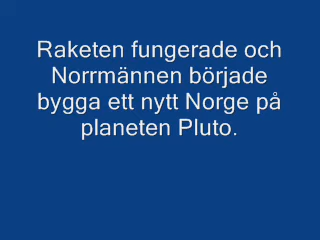 Raketen fungerade och
Norrmännen började
bygga ett nytt Norge på
planeten Pluto.